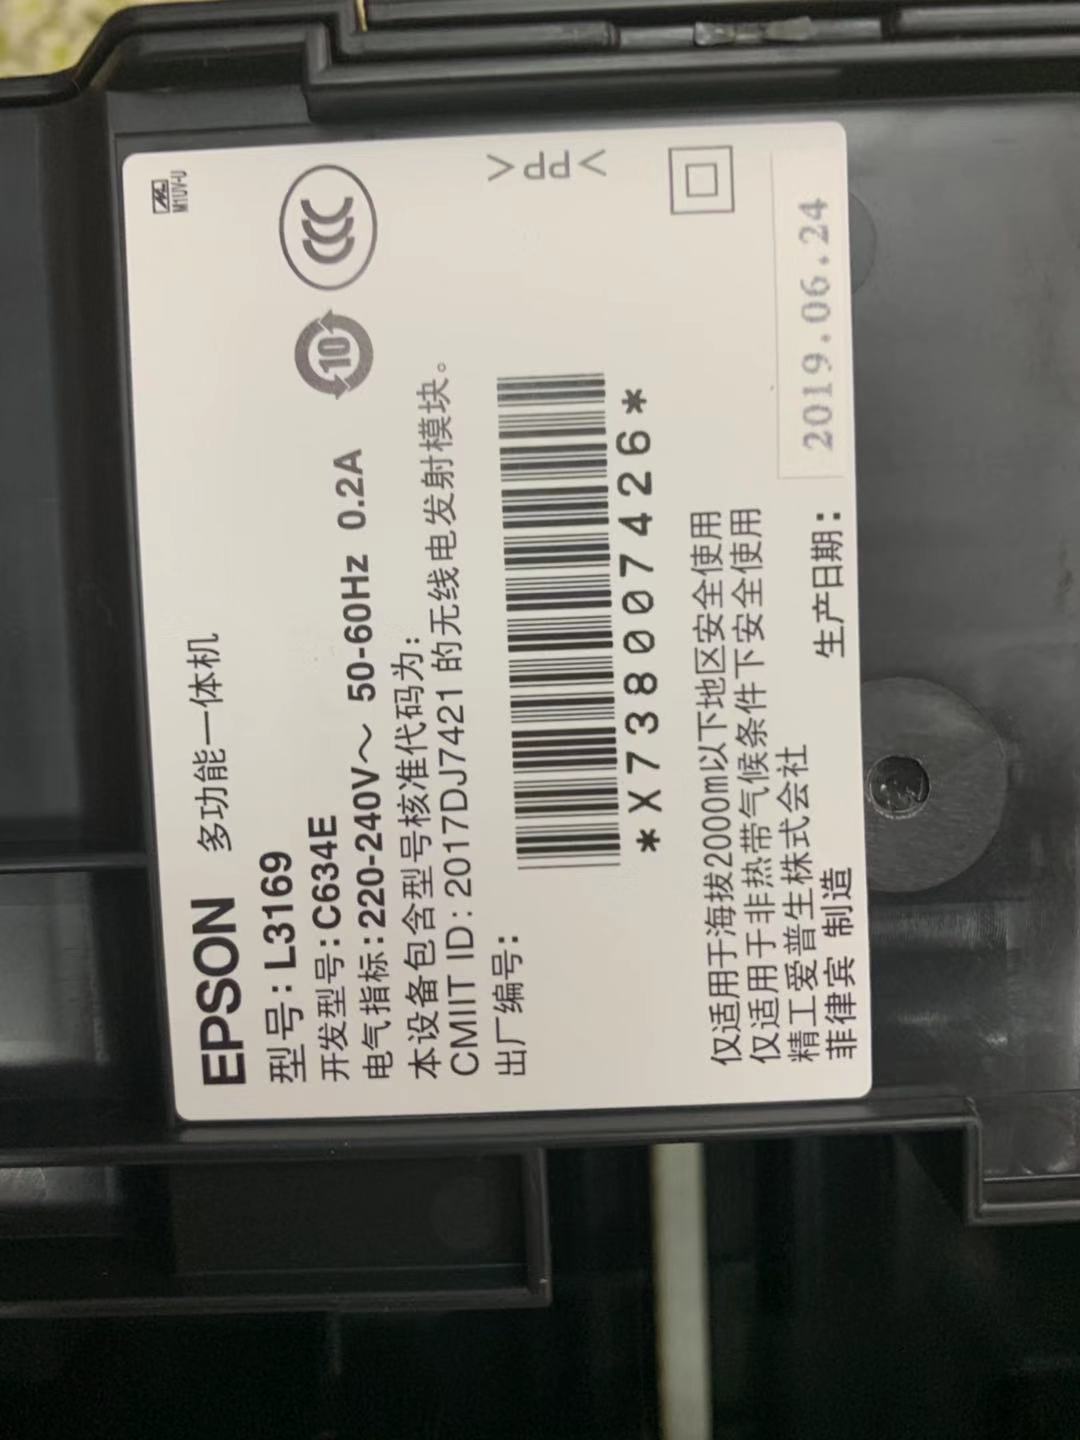 EPSON 多功能一体机
M1UV-U
型号：L3169
开发型号：C634E
电气指标：220-240V～ 50-60Hz 0.2A
10
CCC
本设备包含型号核准代码为：
CMIIT ID：2017DJ7421 的无线电发射模块。
出厂编号：
*X738007426*
>PP<
仅适用于海拔2000m以下地区安全使用
仅适用于非热带气候条件下安全使用
精工爱普生株式会社
菲律宾 制造
生产日期：2019.06.24